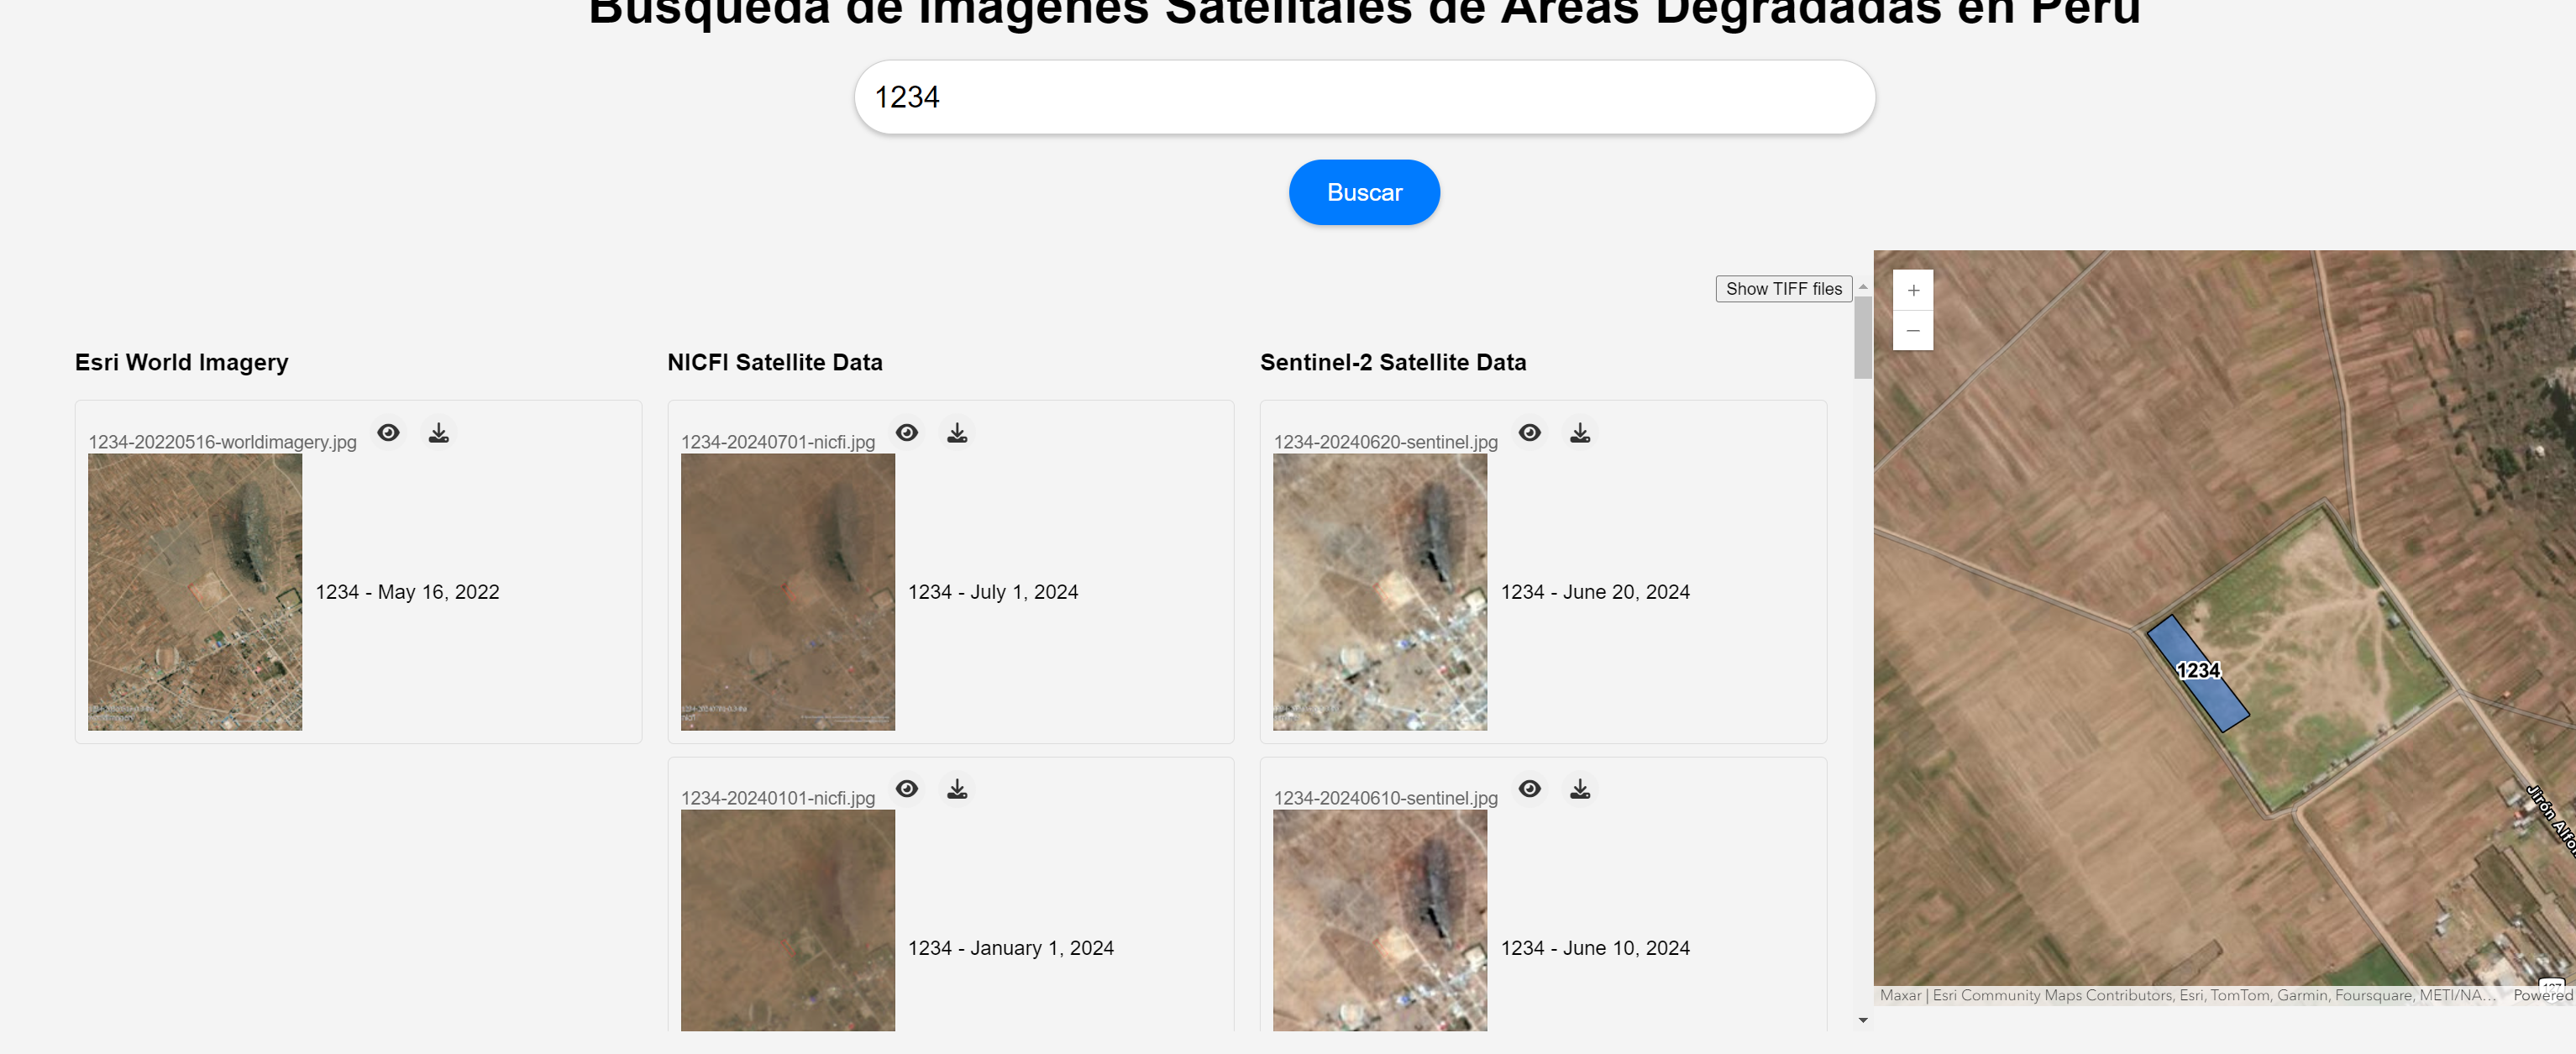 Búsqueda de Imágenes Satelitales de Áreas Degradadas en Perú
1234
Buscar
Show TIFF files
Esri World Imagery
1234-20220516-worldimagery.jpg
1234 - May 16, 2022
NICFI Satellite Data
1234-20240701-nicfi.jpg
1234 - July 1, 2024
1234-20240101-nicfi.jpg
1234 - January 1, 2024
Sentinel-2 Satellite Data
1234-20240620-sentinel.jpg
1234 - June 20, 2024
1234-20240610-sentinel.jpg
1234 - June 10, 2024
+
−
1234
Jirón Alfon
Maxar | Esri Community Maps Contributors, Esri, TomTom, Garmin, Foursquare, METI/NA... Powered